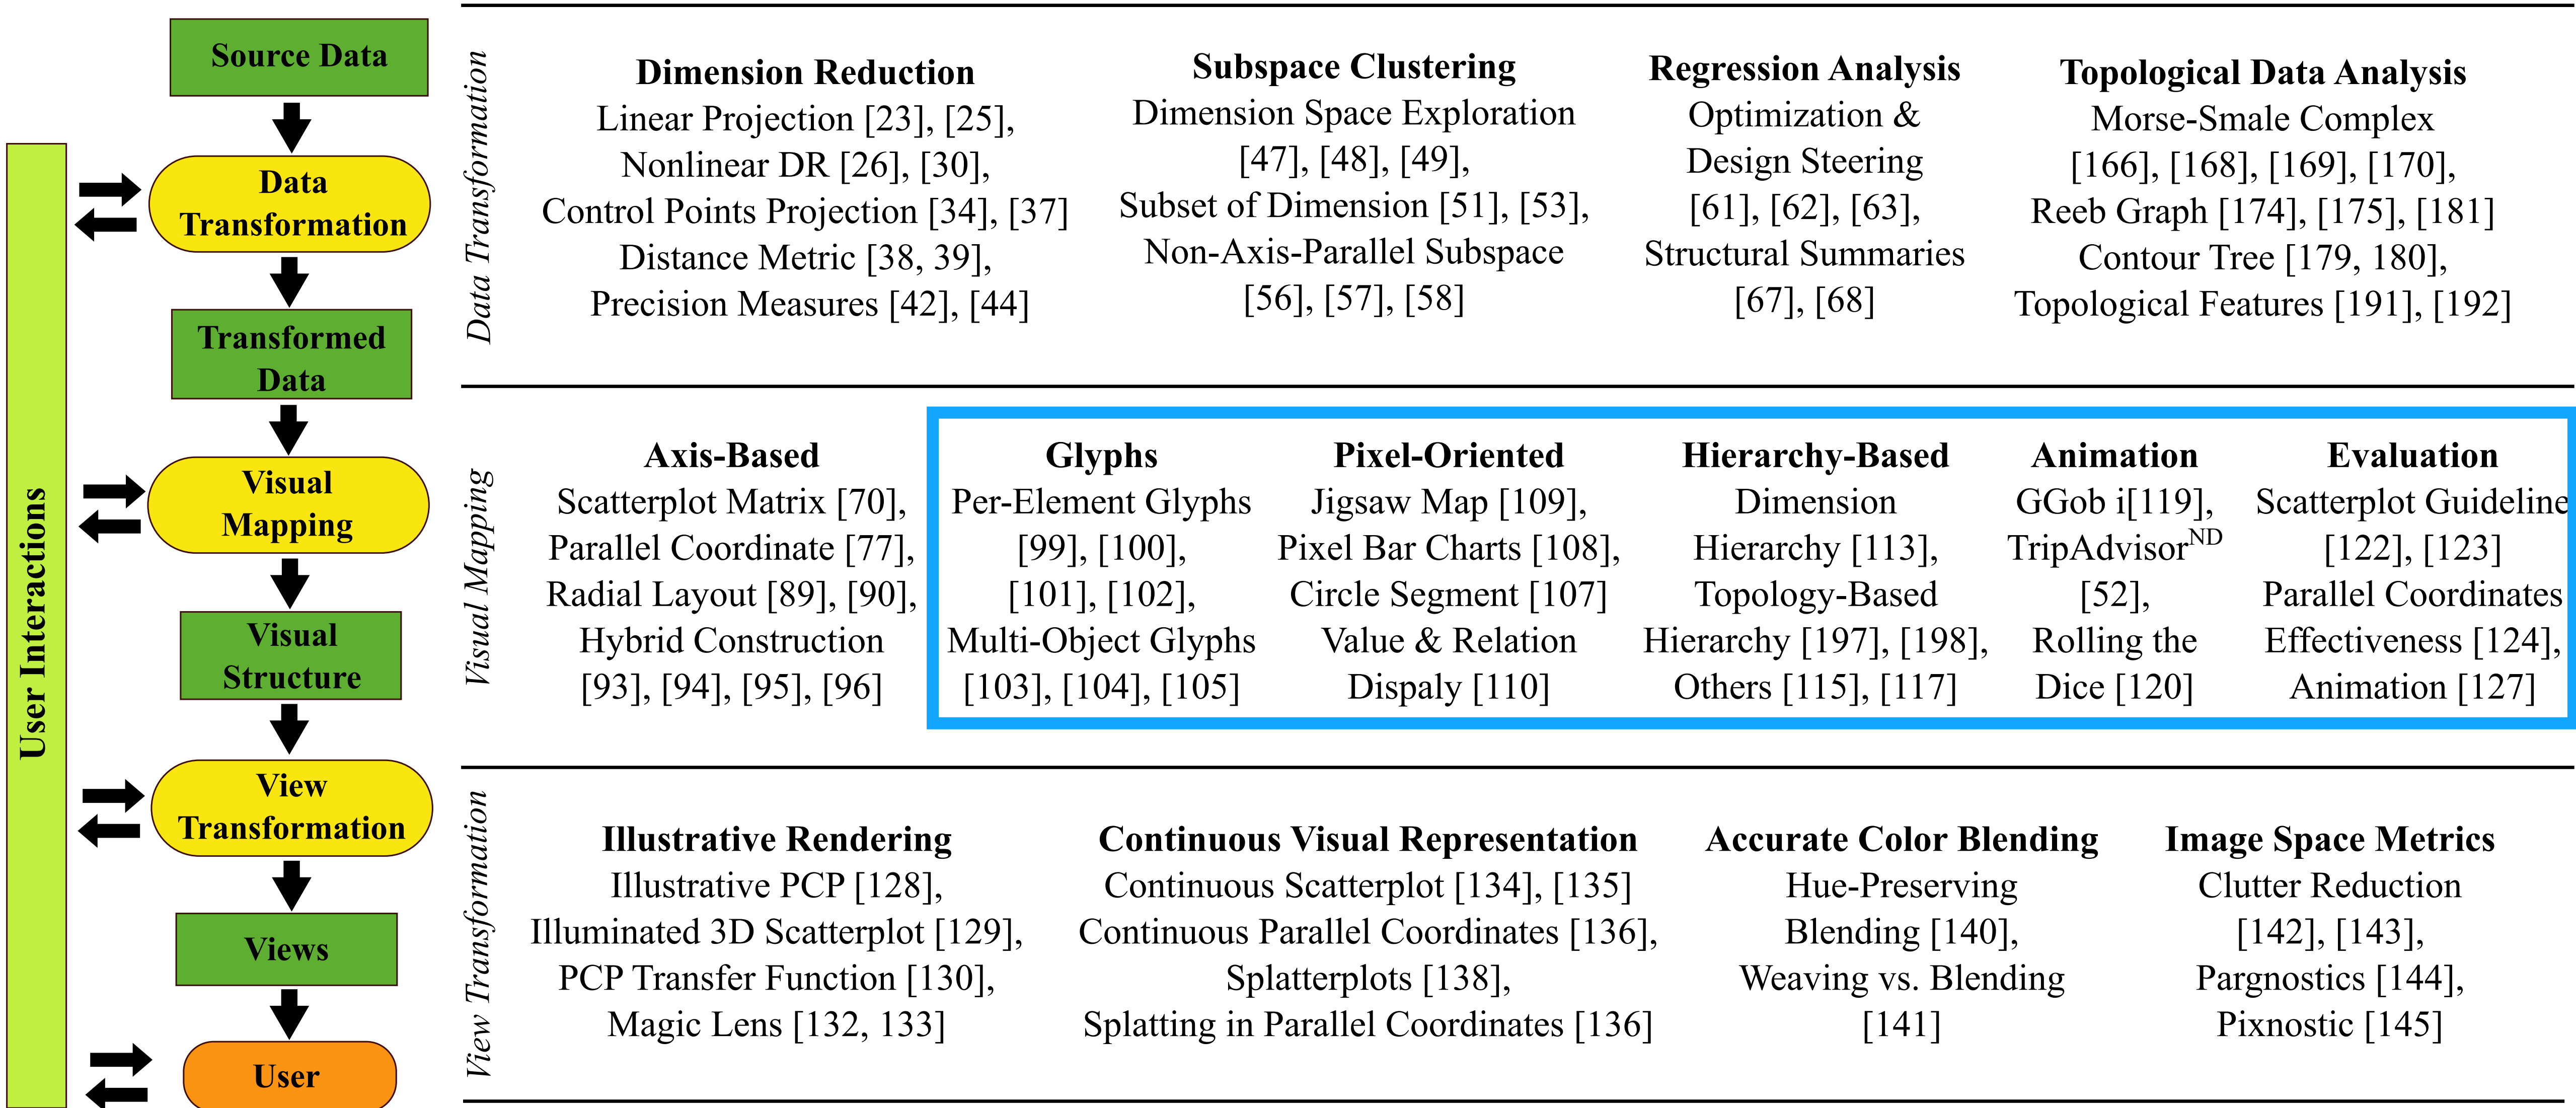 User Interactions
Source Data
Data
Transformation
Transformed
Data
Visual
Mapping
Visual
Structure
View
Transformation
Views
User
Data Transformation
Dimension Reduction
Linear Projection [23], [25],
Nonlinear DR [26], [30],
Control Points Projection [34], [37]
Distance Metric [38, 39],
Precision Measures [42], [44]
Subspace Clustering
Dimension Space Exploration
[47], [48], [49],
Subset of Dimension [51], [53],
Non-Axis-Parallel Subspace
[56], [57], [58]
Regression Analysis
Optimization &
Design Steering
[61], [62], [63],
Structural Summaries
[67], [68]
Topological Data Analysis
Morse-Smale Complex
[166], [168], [169], [170],
Reeb Graph [174], [175], [181]
Contour Tree [179, 180],
Topological Features [191], [192]
Visual Mapping
Axis-Based
Scatterplot Matrix [70],
Parallel Coordinate [77],
Radial Layout [89], [90],
Hybrid Construction
[93], [94], [95], [96]
Glyphs
Per-Element Glyphs
[99], [100],
[101], [102],
Multi-Object Glyphs
[103], [104], [105]
Pixel-Oriented
Jigsaw Map [109],
Pixel Bar Charts [108],
Circle Segment [107]
Value & Relation
Dispaly [110]
Hierarchy-Based
Dimension
Hierarchy [113],
Topology-Based
Hierarchy [197], [198],
Others [115], [117]
Animation
GGob i[119],
TripAdvisorND
[52],
Rolling the
Dice [120]
Evaluation
Scatterplot Guideline
[122], [123]
Parallel Coordinates
Effectiveness [124],
Animation [127]
View Transformation
Illustrative Rendering
Illustrative PCP [128],
Illuminated 3D Scatterplot [129],
PCP Transfer Function [130],
Magic Lens [132, 133]
Continuous Visual Representation
Continuous Scatterplot [134], [135]
Continuous Parallel Coordinates [136],
Splatterplots [138],
Splatting in Parallel Coordinates [136]
Accurate Color Blending
Hue-Preserving
Blending [140],
Weaving vs. Blending
[141]
Image Space Metrics
Clutter Reduction
[142], [143],
Pargnostics [144],
Pixnostic [145]